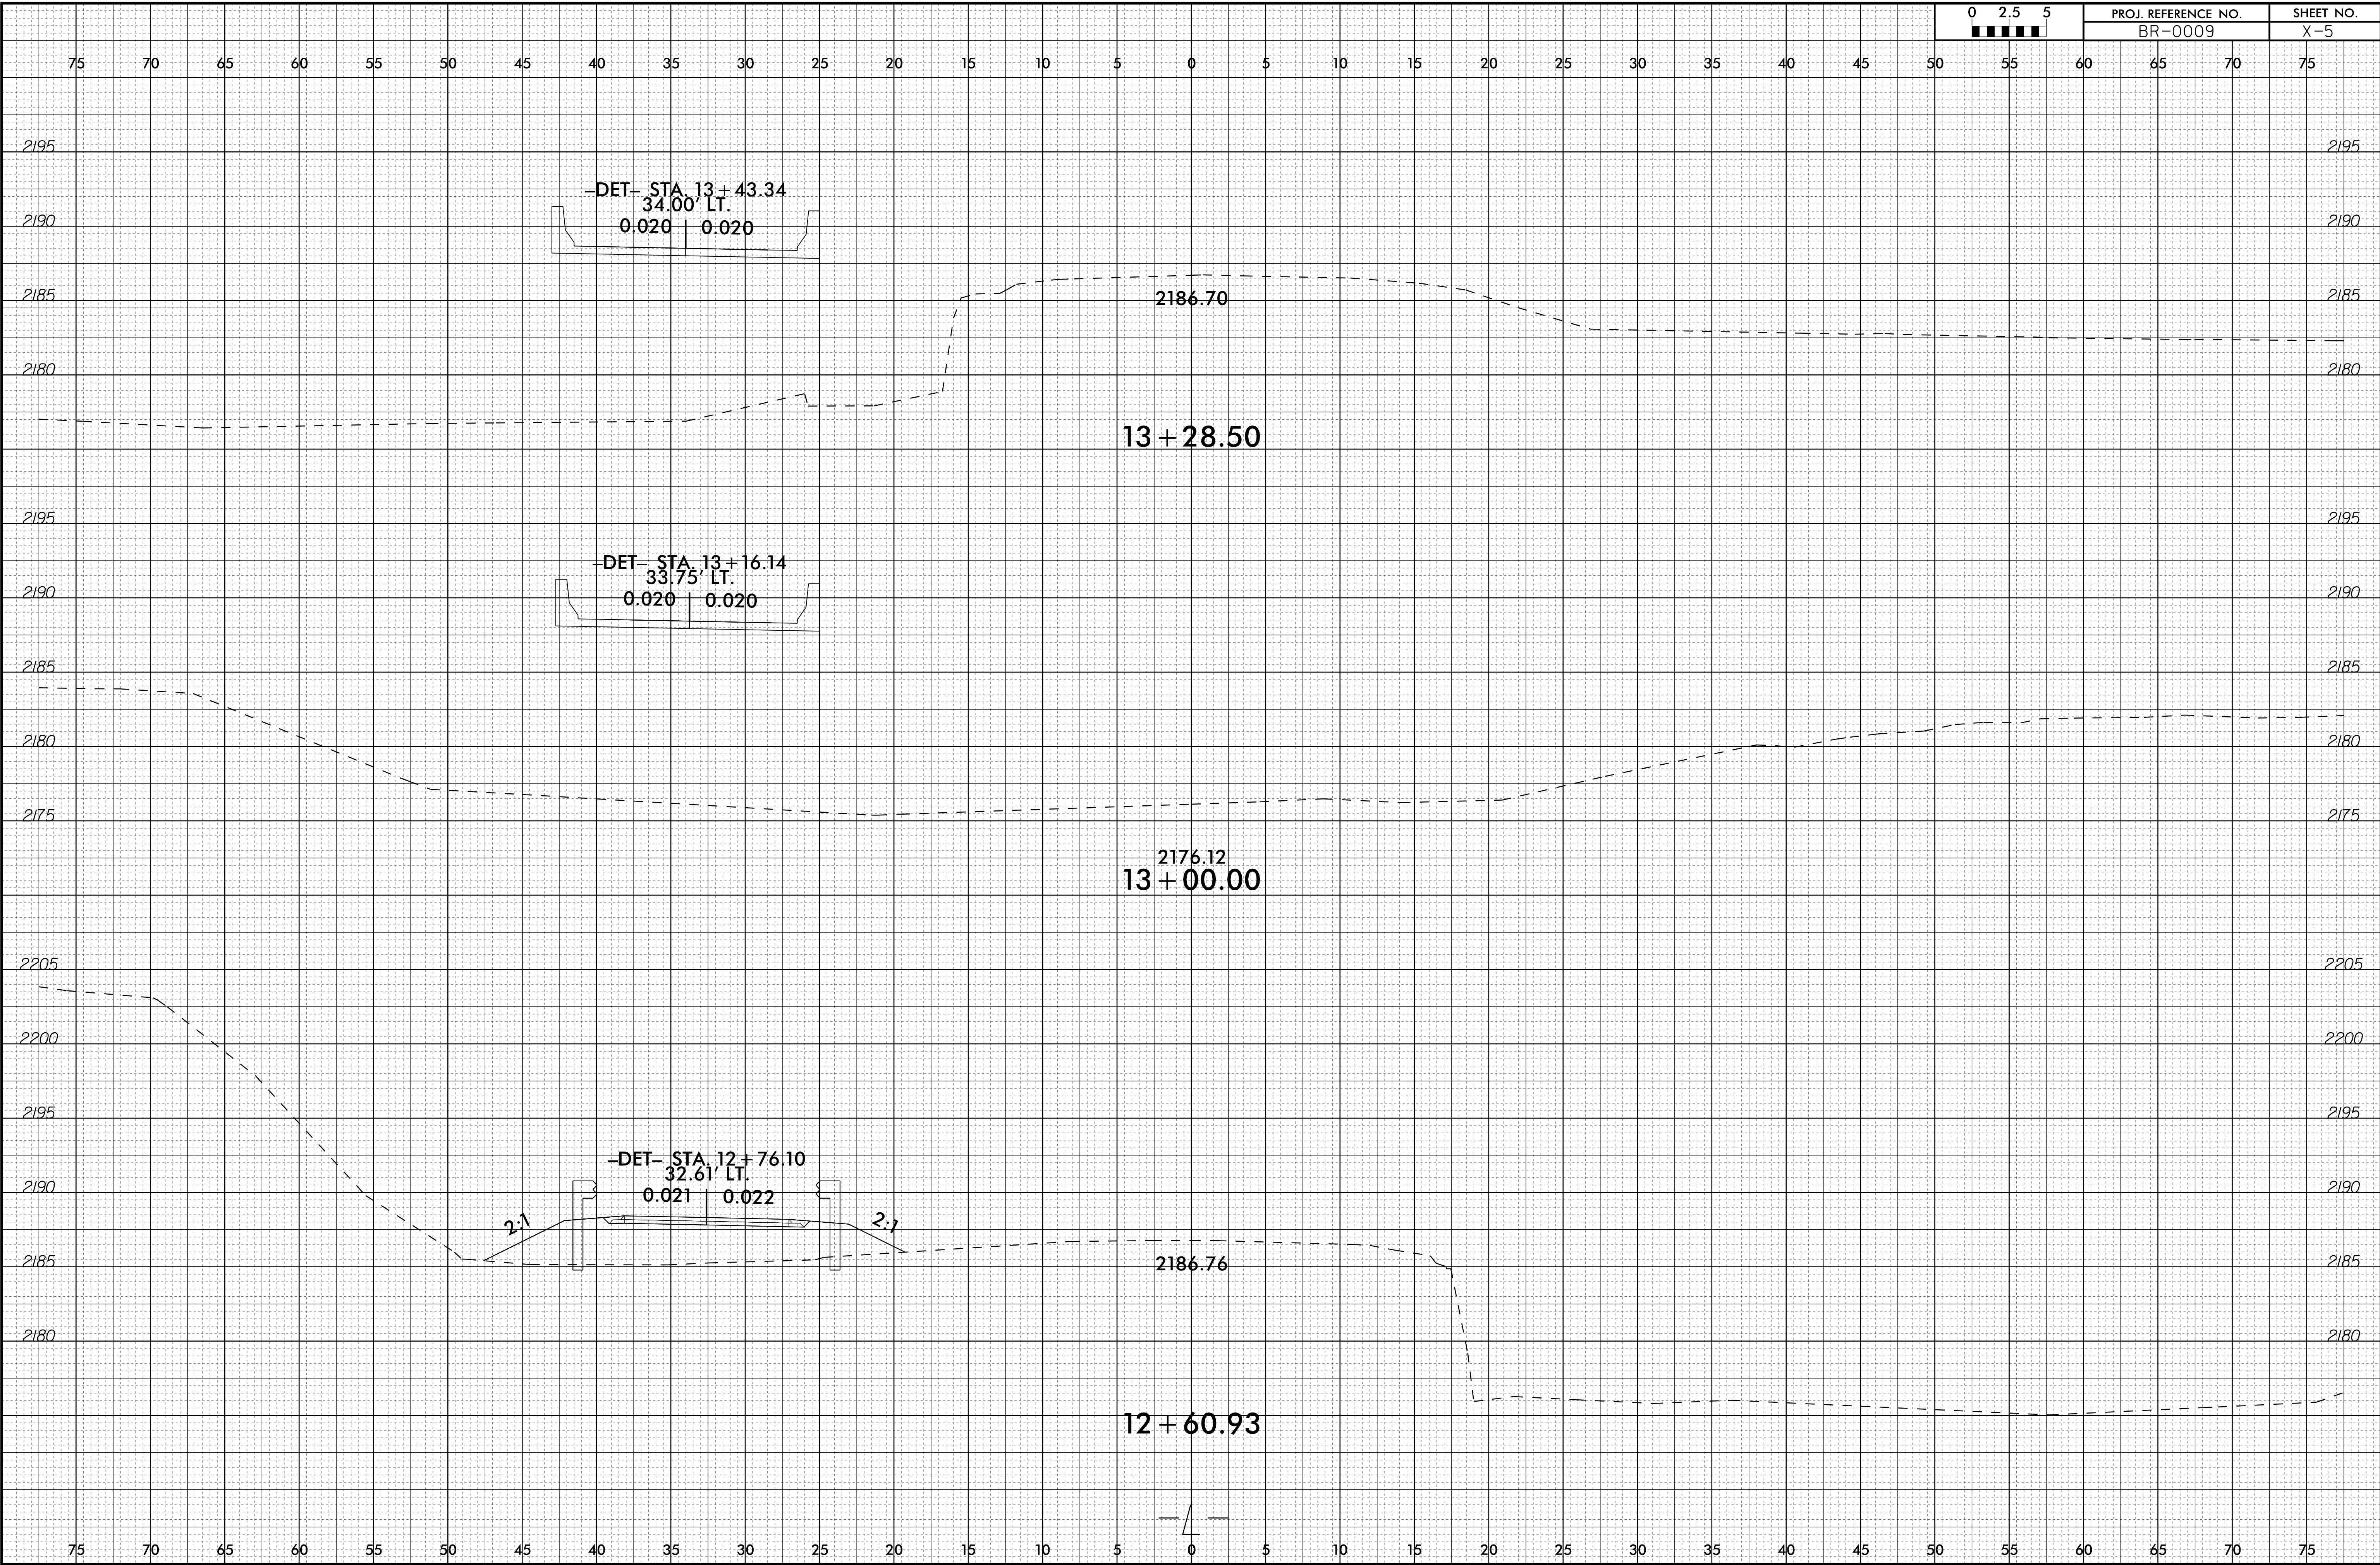 0 2.5 5
PROJ. REFERENCE NO.
SHEET NO.
BR-0009
X-5
75 70 65 60 55 50 45 40 35 30 25 20 15 10 5 0 5 10 15 20 25 30 35 40 45 50 55 60 65 70 75
2195 2195
–DET– STA. 13+43.34
34.00' LT.
2190 2190
0.020 0.020
2185 2186.70 2185
2180 2180
13+28.50
2195 2195
–DET– STA. 13+16.14
33.75' LT.
2190 0.020 0.020 2190
2185 2185
2180 2180
2175 2175
2176.12
13+00.00
2205 2205
2200 2200
2195 2195
–DET– STA. 12+76.10
32.61' LT.
2190 2190
0.021 0.022
2:1 2:1
2185 2186.76 2185
2180 2180
12+60.93
–L–
75 70 65 60 55 50 45 40 35 30 25 20 15 10 5 0 5 10 15 20 25 30 35 40 45 50 55 60 65 70 75